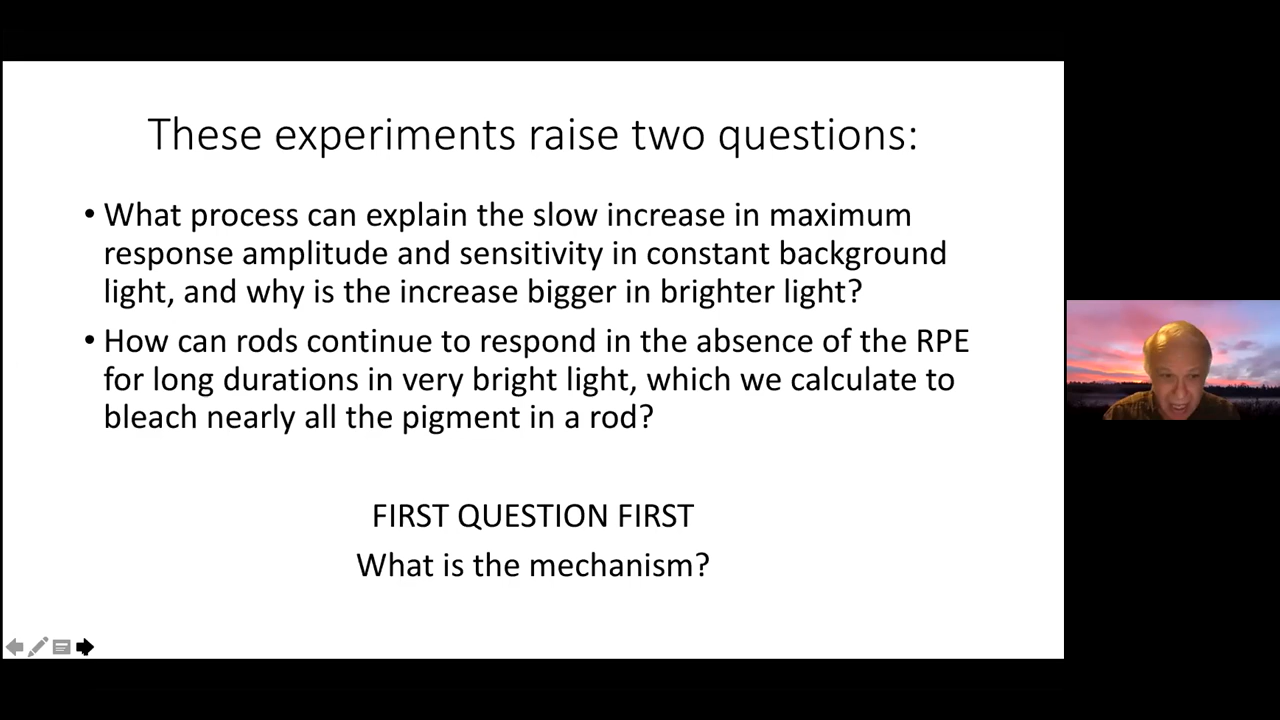 These experiments raise two questions:
• What process can explain the slow increase in maximum
response amplitude and sensitivity in constant background
light, and why is the increase bigger in brighter light?
• How can rods continue to respond in the absence of the RPE
for long durations in very bright light, which we calculate to
bleach nearly all the pigment in a rod?
FIRST QUESTION FIRST
What is the mechanism?